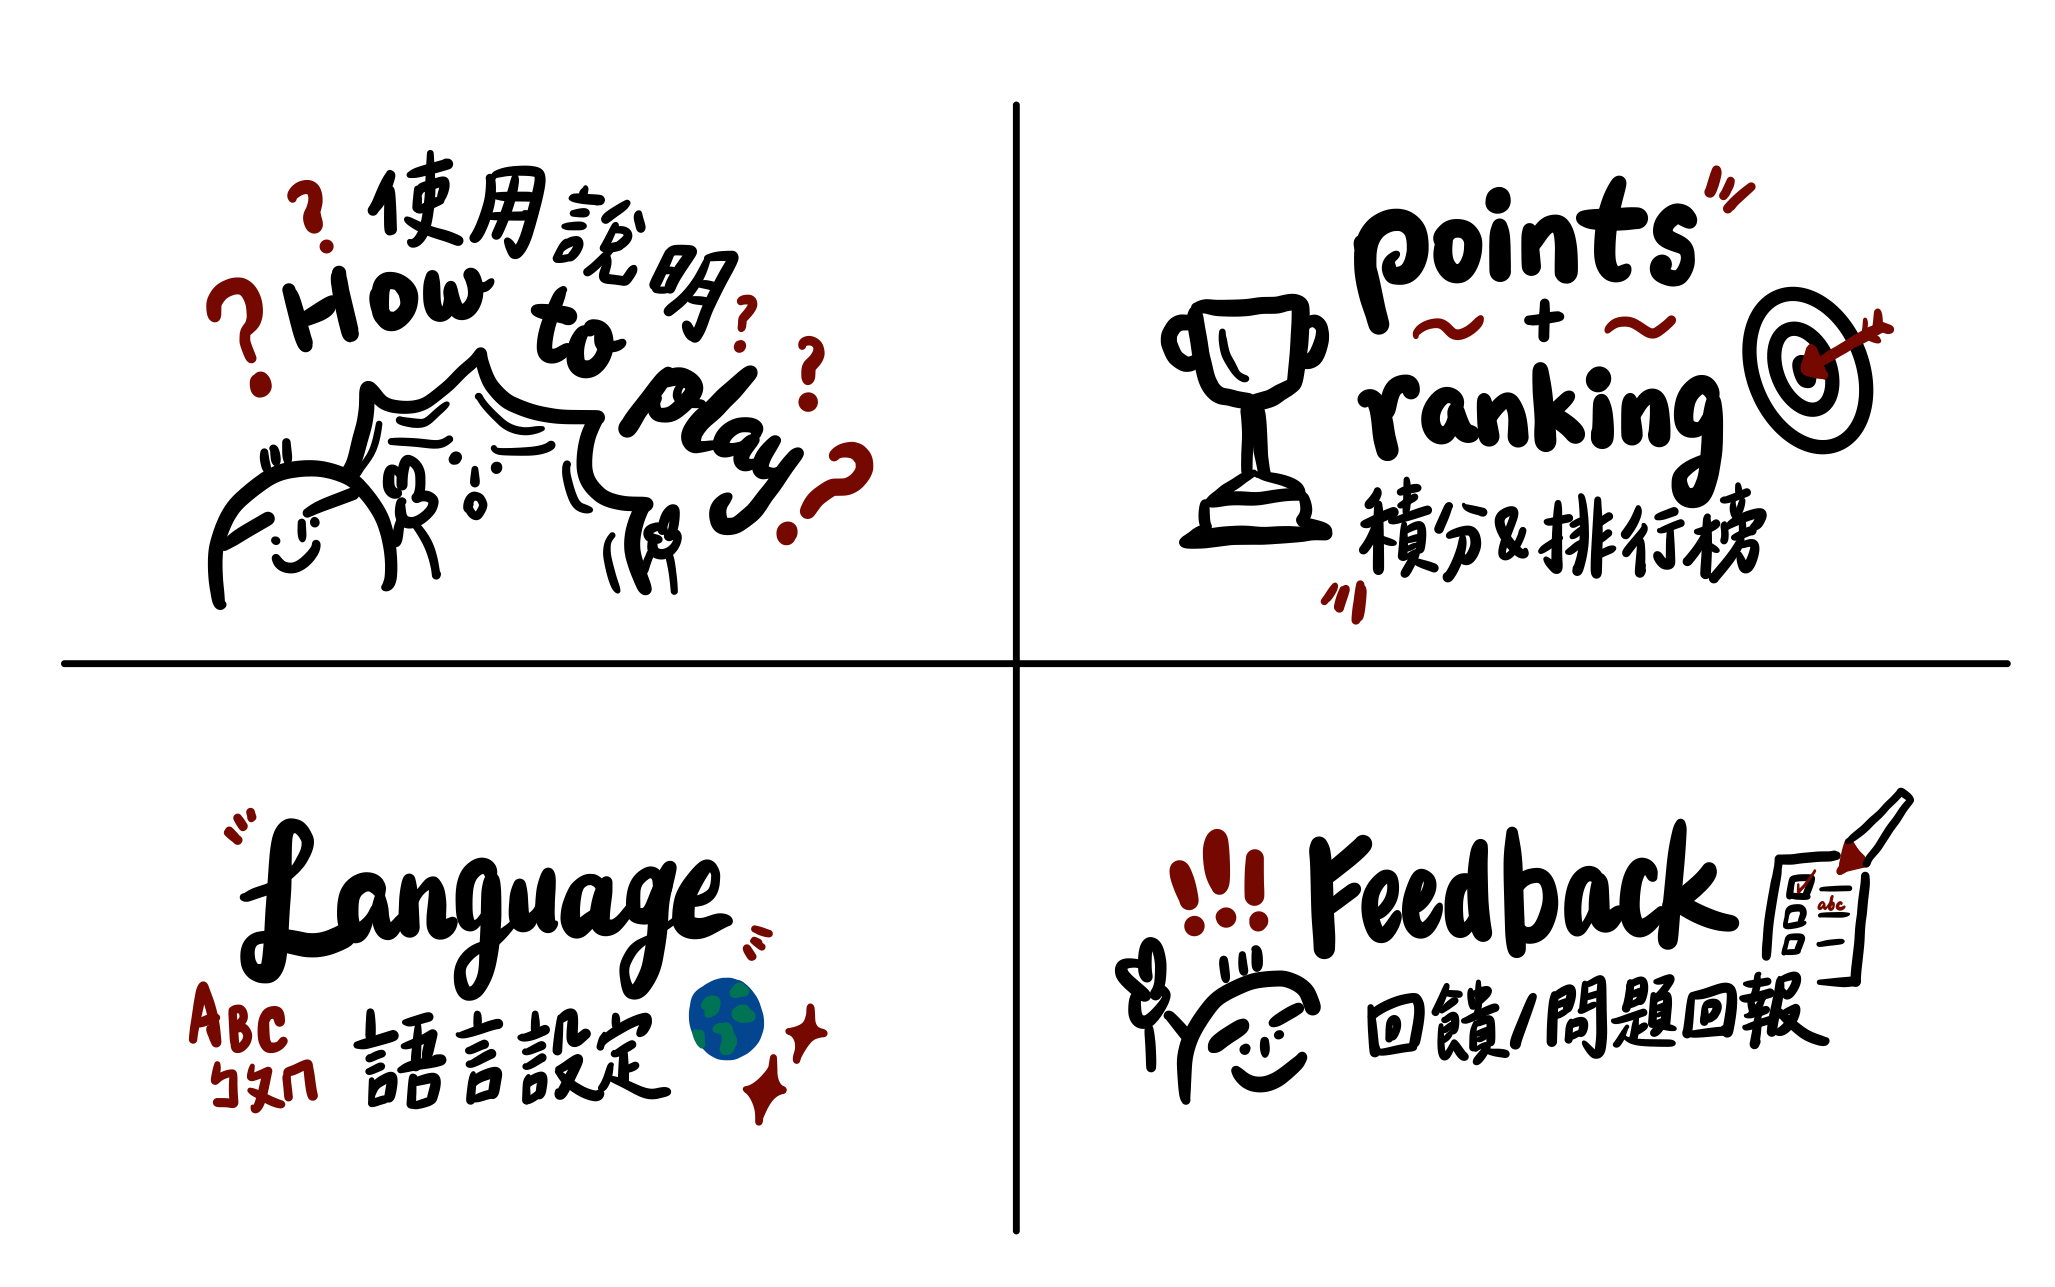 使用說明
How to play
points
+
ranking
積分&排行榜
Language
ABC
ㄅㄆㄇ
語言設定
Feedback
abc
回饋/問題回報